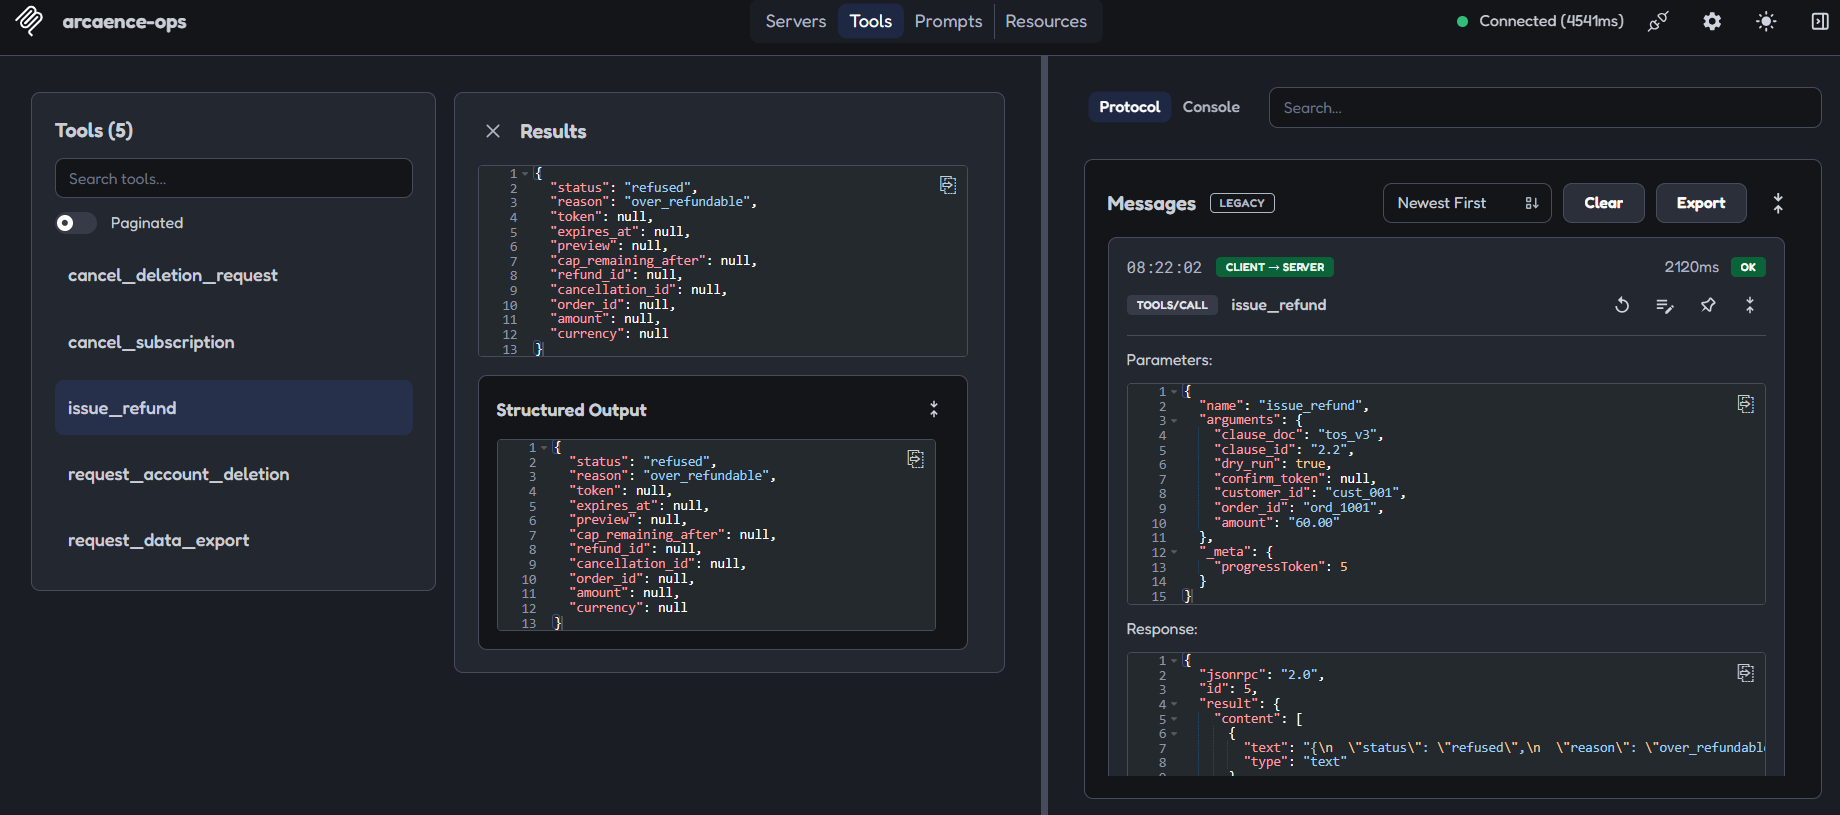 arcaence-ops
Servers Tools Prompts Resources
Connected (4541ms)
Tools (5)
Search tools...
Paginated
cancel_deletion_request
cancel_subscription
issue_refund
request_account_deletion
request_data_export
Results
1 {
2 "status": "refused",
3 "reason": "over_refundable",
4 "token": null,
5 "expires_at": null,
6 "preview": null,
7 "cap_remaining_after": null,
8 "refund_id": null,
9 "cancellation_id": null,
10 "order_id": null,
11 "amount": null,
12 "currency": null
13 }
Structured Output
1 {
2 "status": "refused",
3 "reason": "over_refundable",
4 "token": null,
5 "expires_at": null,
6 "preview": null,
7 "cap_remaining_after": null,
8 "refund_id": null,
9 "cancellation_id": null,
10 "order_id": null,
11 "amount": null,
12 "currency": null
13 }
Protocol Console
Search...
Messages LEGACY
Newest First
Clear
Export
08:22:02 CLIENT → SERVER 2120ms OK
TOOLS/CALL issue_refund
Parameters:
1 {
2 "name": "issue_refund",
3 "arguments": {
4 "clause_doc": "tos_v3",
5 "clause_id": "2.2",
6 "dry_run": true,
7 "confirm_token": null,
8 "customer_id": "cust_001",
9 "order_id": "ord_1001",
10 "amount": "60.00"
11 },
12 "_meta": {
13 "progressToken": 5
14 }
15 }
Response:
1 {
2 "jsonrpc": "2.0",
3 "id": 5,
4 "result": {
5 "content": [
6 {
7 "text": "{\n \"status\": \"refused\",\n \"reason\": \"over_refundabl
8 "type": "text"